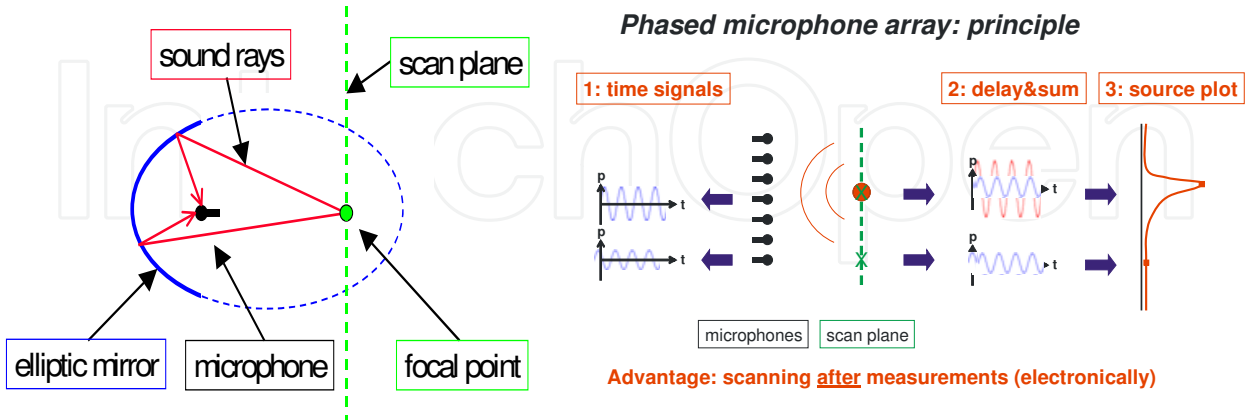 sound rays
scan plane
elliptic mirror
microphone
focal point
Phased microphone array: principle
1: time signals
2: delay&sum
3: source plot
p
t
p
t
p
t
p
t
x
x
microphones
scan plane
Advantage: scanning after measurements (electronically)
InTechOpen